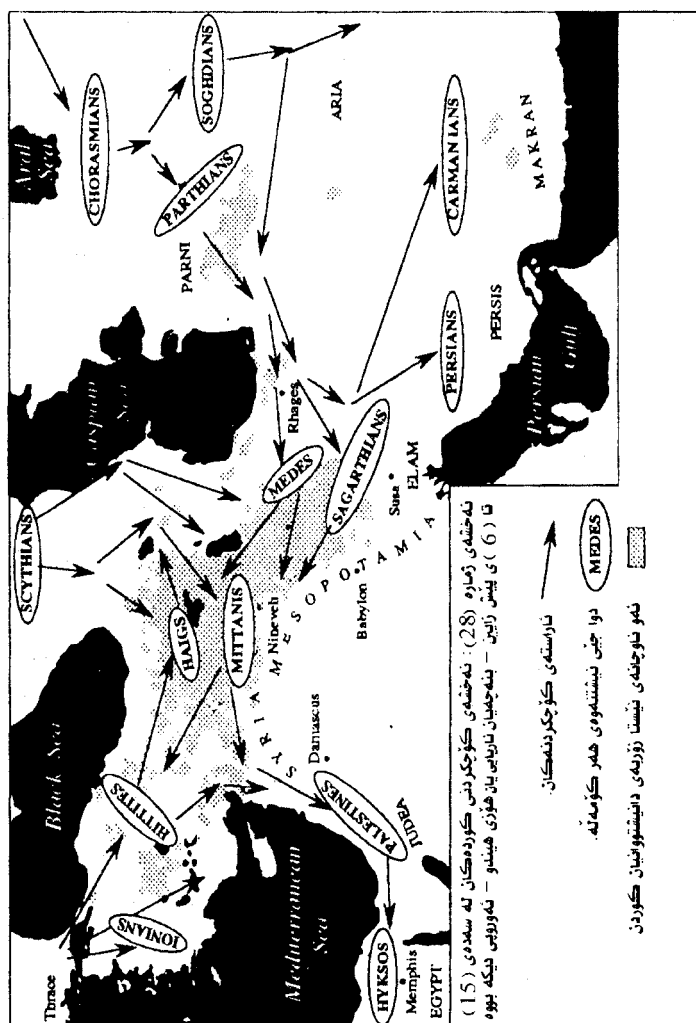 Aral Sea
CHORASMIANS
SOGHDIANS
PARTHIANS
ARIA
PARNI
CARMANIANS
MAKRAN
Caspian Sea
SCYTHIANS
Rhages
MEDES
SAGARTHIANS
PERSIANS
PERSIS
Persian Gulf
Susa
ELAM
HAIGS
MITTANIS
Nineveh
Babylon
MESOPOTAMIA
SYRIA
Black Sea
HITTITES
IONIANS
Thrace
Damascus
PALESTINES
JUDEA
Mediterranean Sea
HYKSOS
Memphis
EGYPT
نەخشەی ژمارە (28): نەخشەی کۆچکردنی کوردەکان لە سەدەی (15)
تا (6)ی پێش زایین – بنەچەیان ئاریایی یان هۆزی هیندو – ئەوروپی دیکە بووە
ئاراستەی کۆچکردنەکان.
MEDES
دوا جێی نیشتنەوەی هەر کۆمەڵە.
ئەو ناوچانەی ئێستا زۆربەی دانیشتووانیان کوردن